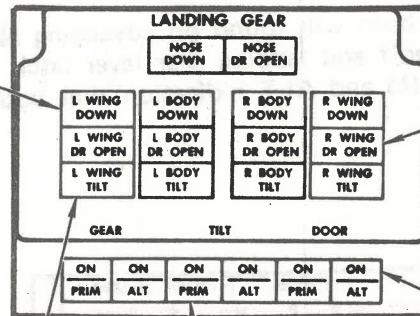 LANDING GEAR
NOSE NOSE
DOWN DR OPEN
L WING L BODY R BODY R WING
DOWN DOWN DOWN DOWN
L WING L BODY R BODY R WING
DR OPEN DR OPEN DR OPEN DR OPEN
L WING L BODY R BODY R WING
TILT TILT TILT TILT
GEAR TILT DOOR
ON ON ON ON ON ON
PRIM ALT PRIM ALT PRIM ALT